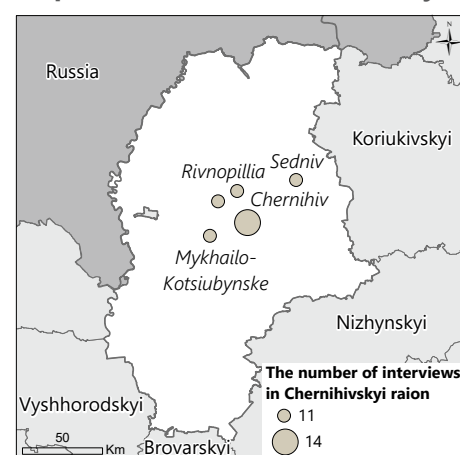 N
Russia
Koriukivskyi
Rivnopillia
Sedniv
Chernihiv
Mykhailo-
Kotsiubynske
Nizhynskyi
The number of interviews
in Chernihivskyi raion
11
14
Vyshhorodskyi
50
Km
Brovarskyi